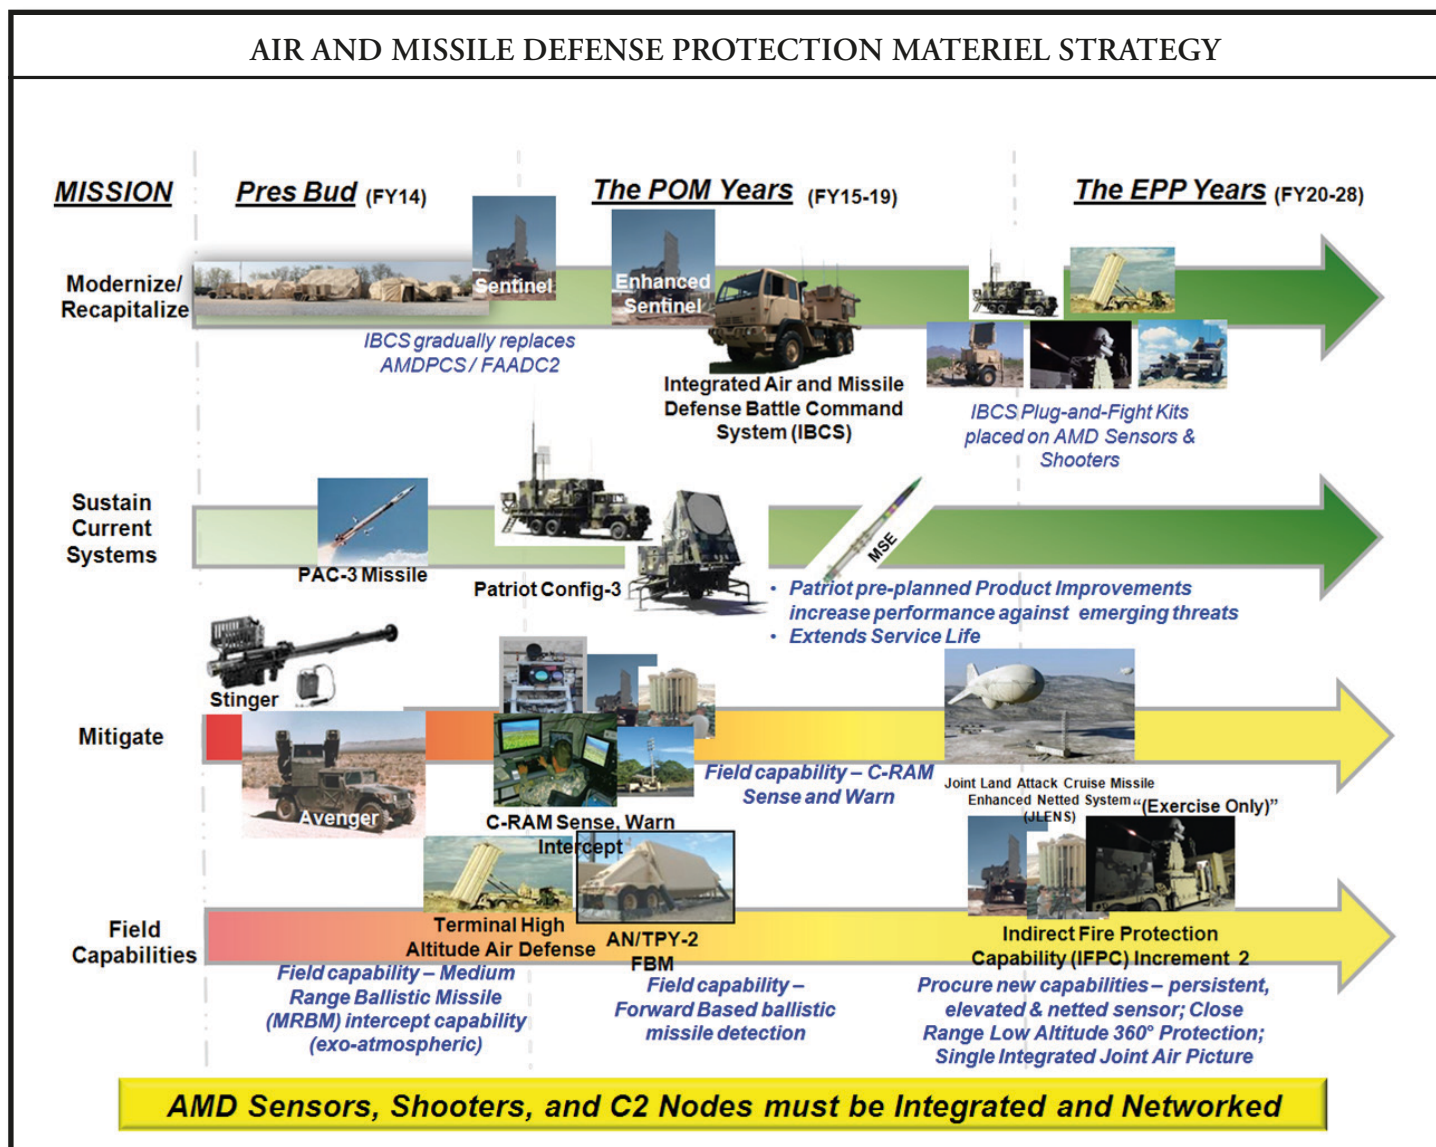 AIR AND MISSILE DEFENSE PROTECTION MATERIEL STRATEGY
MISSION
Pres Bud (FY14)
The POM Years (FY15-19)
The EPP Years (FY20-28)
Modernize/
Recapitalize
Sentinel
Enhanced
Sentinel
IBCS gradually replaces
AMDPCS / FAADC2
Integrated Air and Missile
Defense Battle Command
System (IBCS)
IBCS Plug-and-Fight Kits
placed on AMD Sensors &
Shooters
Sustain
Current
Systems
PAC-3 Missile
Patriot Config-3
MSE
• Patriot pre-planned Product Improvements
increase performance against emerging threats
• Extends Service Life
Mitigate
Stinger
Avenger
C-RAM Sense, Warn
Intercept
Field capability – C-RAM
Sense and Warn
Joint Land Attack Cruise Missile
Enhanced Netted System
(JLENS)
“(Exercise Only)”
Field
Capabilities
Terminal High
Altitude Air Defense
AN/TPY-2
FBM
Indirect Fire Protection
Capability (IFPC) Increment 2
Field capability – Medium
Range Ballistic Missile
(MRBM) intercept capability
(exo-atmospheric)
Field capability –
Forward Based ballistic
missile detection
Procure new capabilities – persistent,
elevated & netted sensor; Close
Range Low Altitude 360° Protection;
Single Integrated Joint Air Picture
AMD Sensors, Shooters, and C2 Nodes must be Integrated and Networked